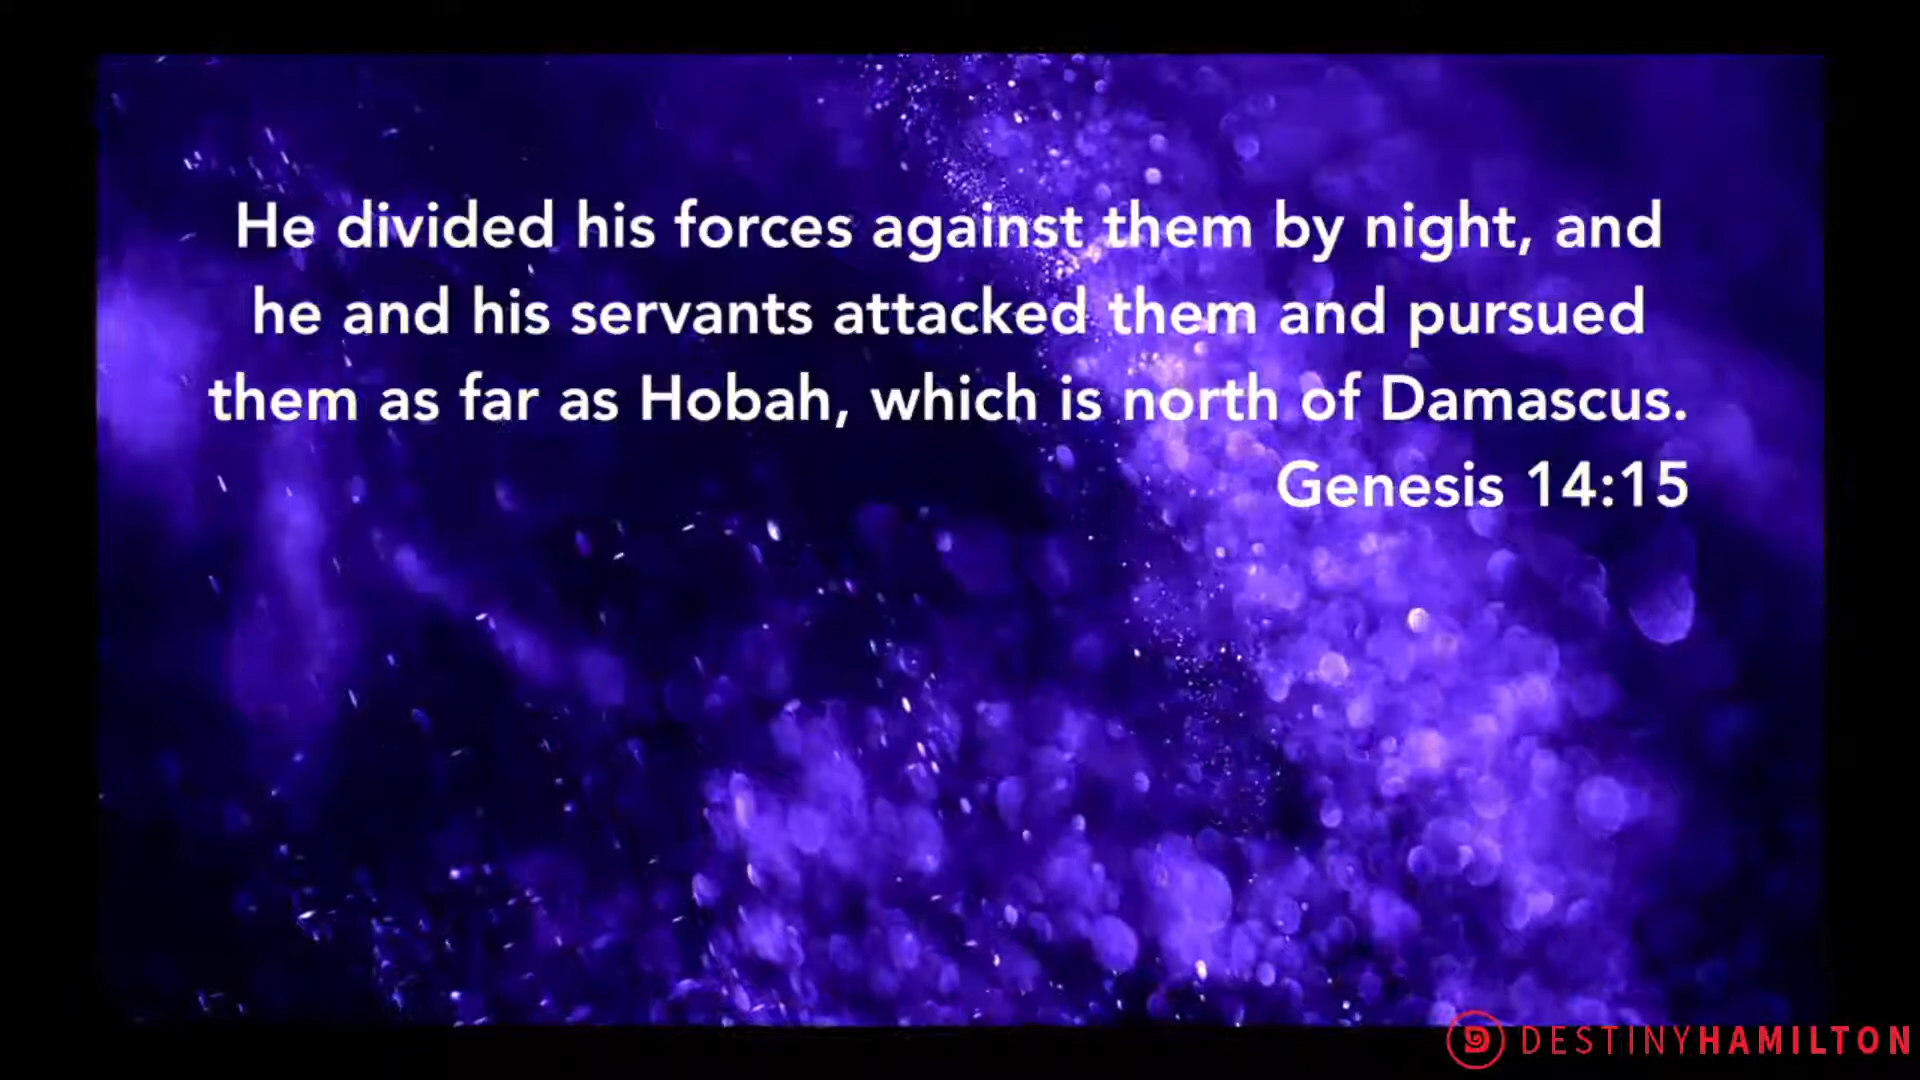 He divided his forces against them by night, and
he and his servants attacked them and pursued
them as far as Hobah, which is north of Damascus.
Genesis 14:15
DESTINYHAMILTON